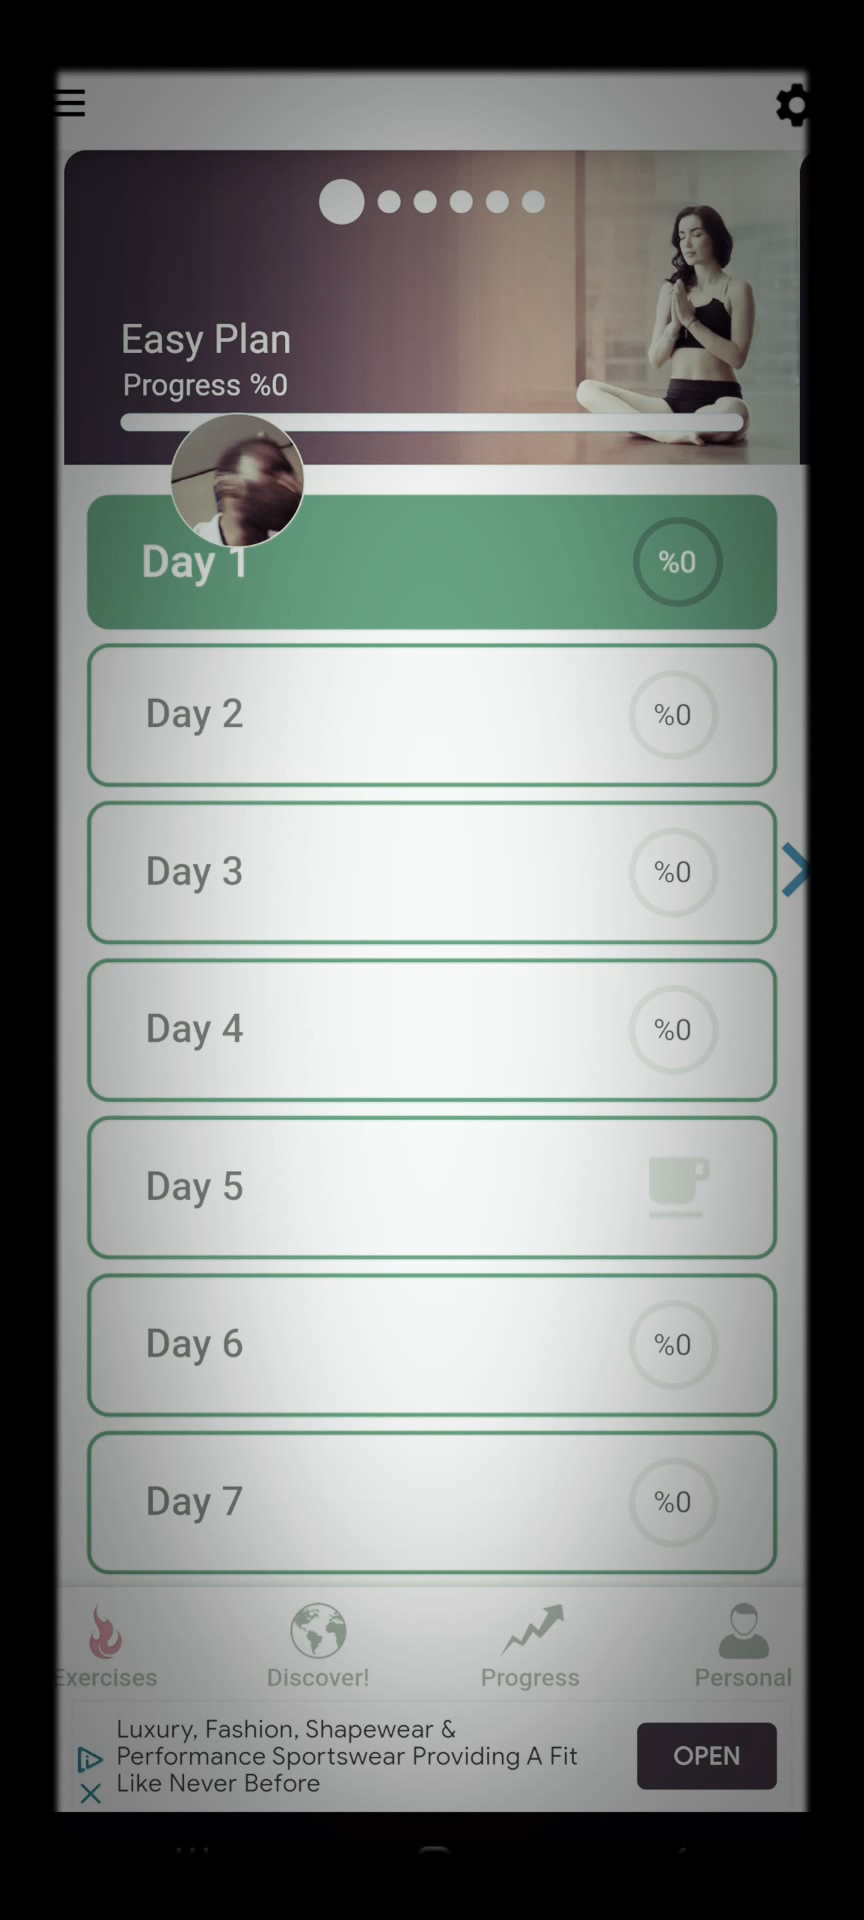 Easy Plan
Progress %0
Day 1
%0
Day 2
%0
Day 3
%0
Day 4
%0
Day 5
Day 6
%0
Day 7
%0
Exercises
Discover!
Progress
Personal
Luxury, Fashion, Shapewear &
Performance Sportswear Providing A Fit
Like Never Before
OPEN